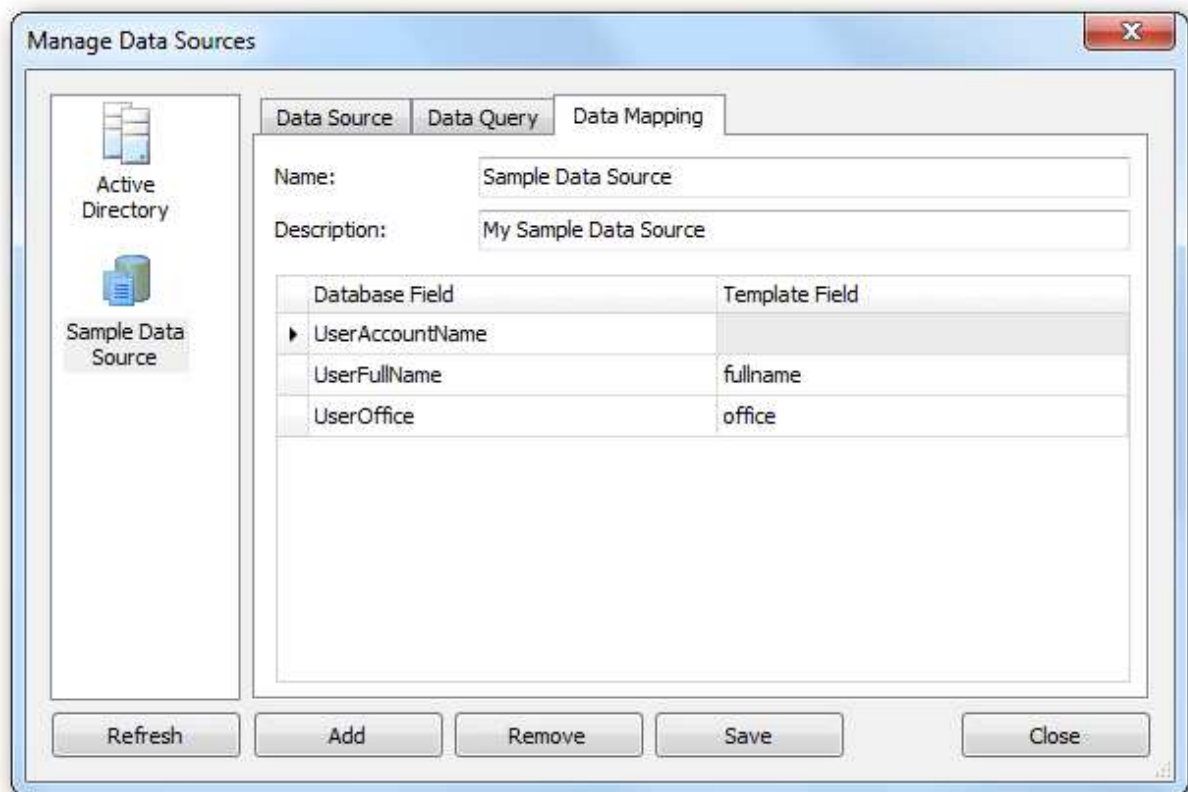 Manage Data Sources
X
Active
Directory
Sample Data
Source
Data Source Data Query Data Mapping
Name: Sample Data Source
Description: My Sample Data Source
Database Field Template Field
UserAccountName
UserFullName fullname
UserOffice office
Refresh Add Remove Save Close